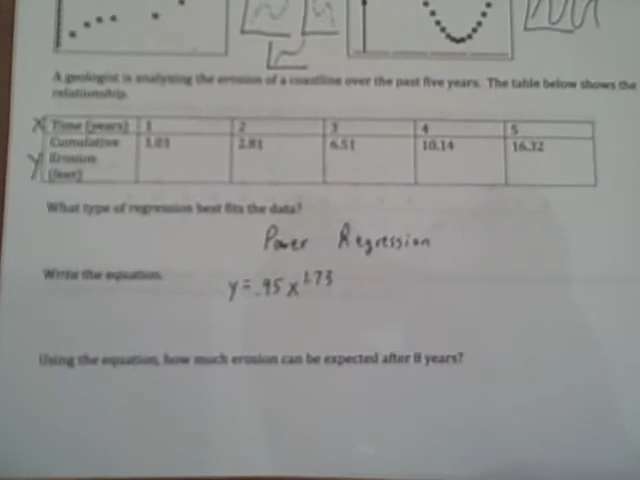 A geologist is analyzing the erosion of a coastline over the past five years. The table below shows the
relationship.
X Time (years) 1 2 3 4 5
Y Cumulative Erosion (feet) 1.01 2.81 6.51 10.14 16.32
What type of regression best fits the data?
Power Regression
Write the equation.
y=.95x^1.73
Using the equation, how much erosion can be expected after 8 years?